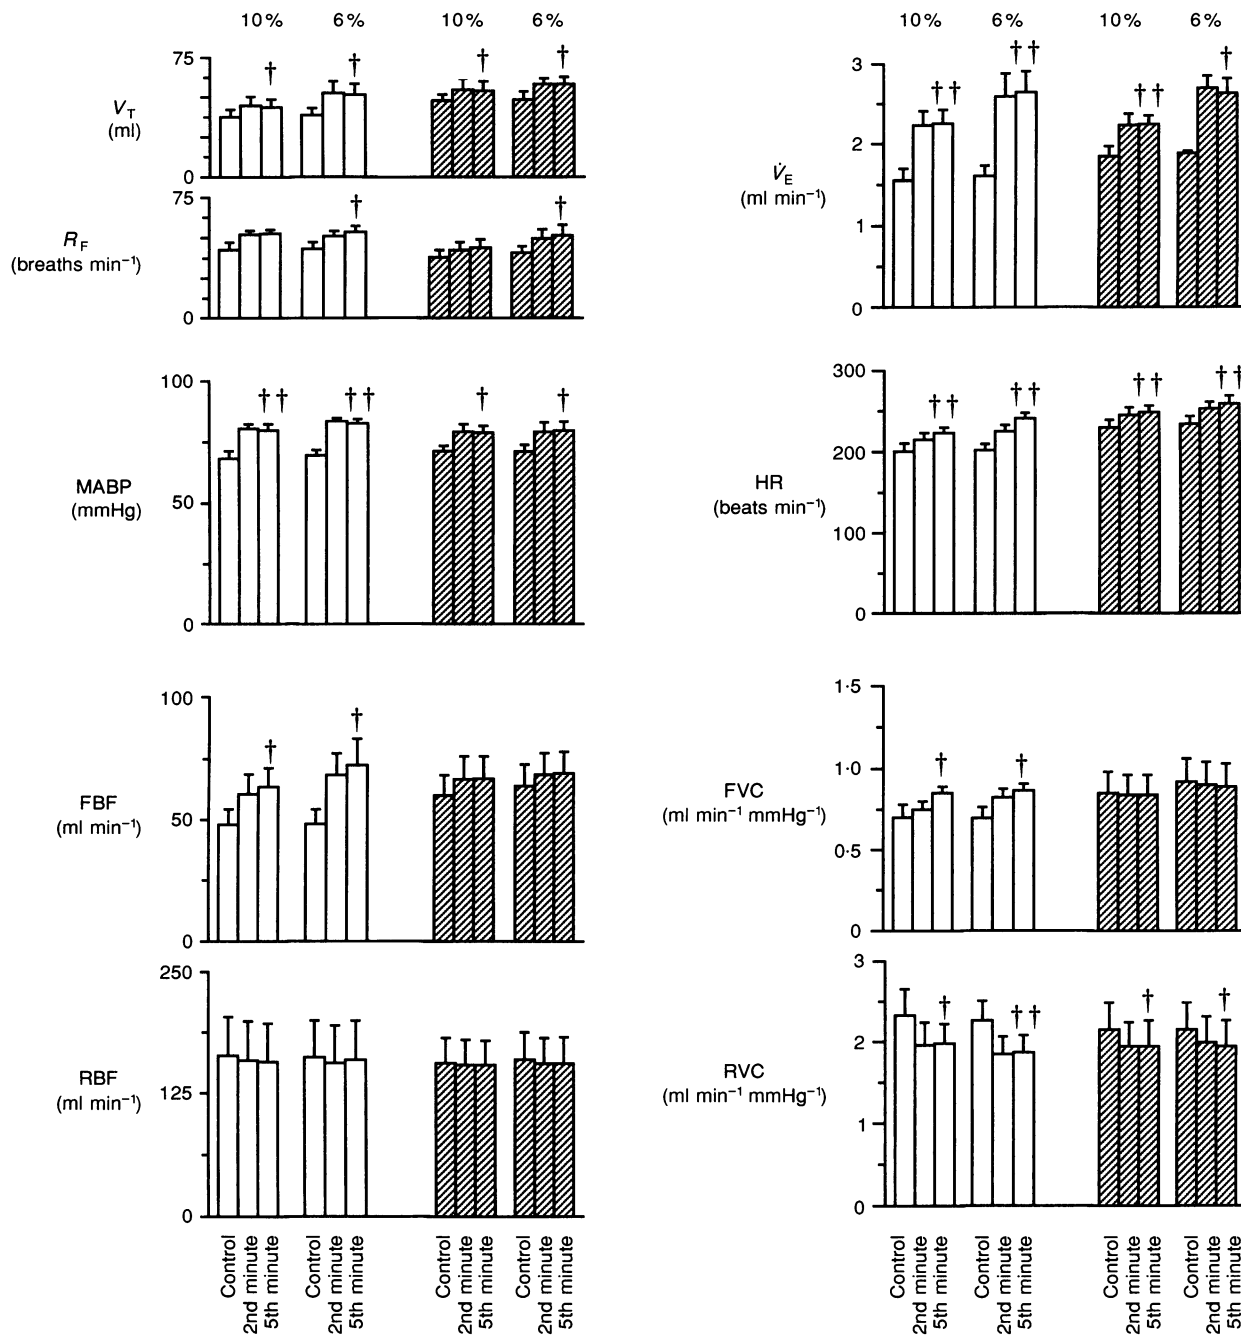 10% 6% 10% 6%
75
† † † †
V_T
(ml)
0
75
† †
R_F
(breaths min⁻¹)
0
100
†† †† † †
MABP
(mmHg)
50
0
100
† †
FBF
(ml min⁻¹)
50
0
250
RBF
(ml min⁻¹)
125
0
Control
2nd minute
5th minute
Control
2nd minute
5th minute
Control
2nd minute
5th minute
Control
2nd minute
5th minute
10% 6% 10% 6%
3
†† †† †† †
2
V̇_E
(ml min⁻¹)
1
0
300
†† †† †† ††
200
HR
(beats min⁻¹)
100
0
1·5
† †
1·0
FVC
(ml min⁻¹ mmHg⁻¹)
0·5
0
3
† †† † †
2
RVC
(ml min⁻¹ mmHg⁻¹)
1
0
Control
2nd minute
5th minute
Control
2nd minute
5th minute
Control
2nd minute
5th minute
Control
2nd minute
5th minute